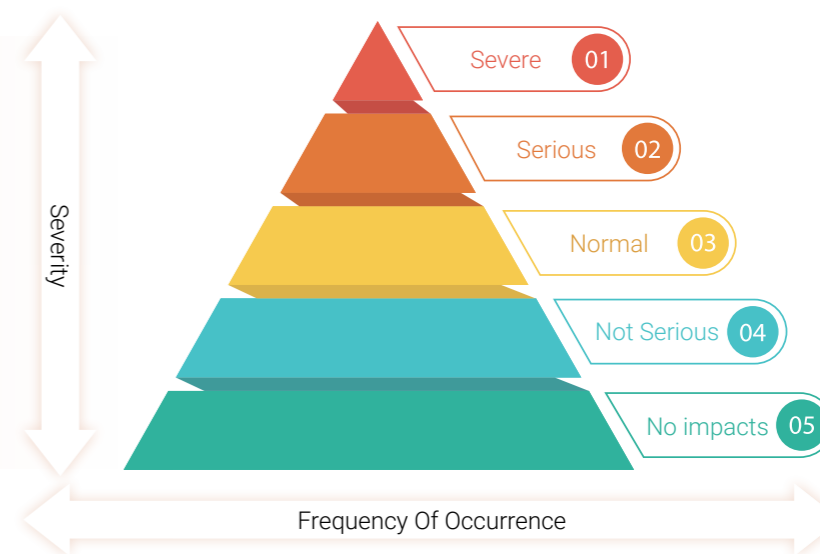 Severe 01
Serious 02
Normal 03
Not Serious 04
No impacts 05
Severity
Frequency Of Occurrence